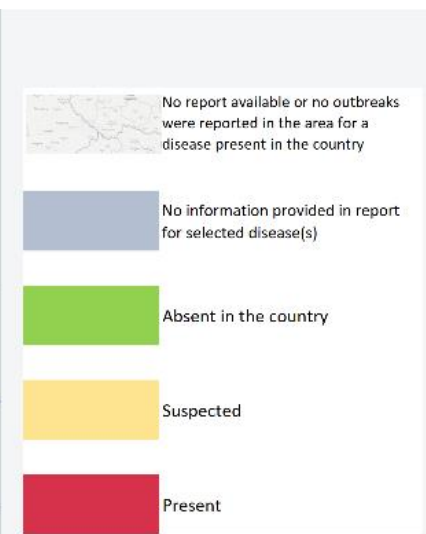 No report available or no outbreaks
were reported in the area for a
disease present in the country
No information provided in report
for selected disease(s)
Absent in the country
Suspected
Present